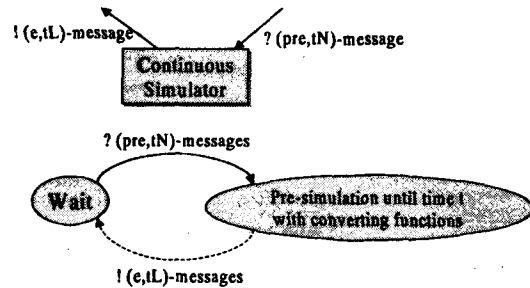 ! (e,tL)-message
? (pre,tN)-message
Continuous
Simulator
? (pre,tN)-messages
Wait
Pre-simulation until time t
with converting functions
! (e,tL)-messages